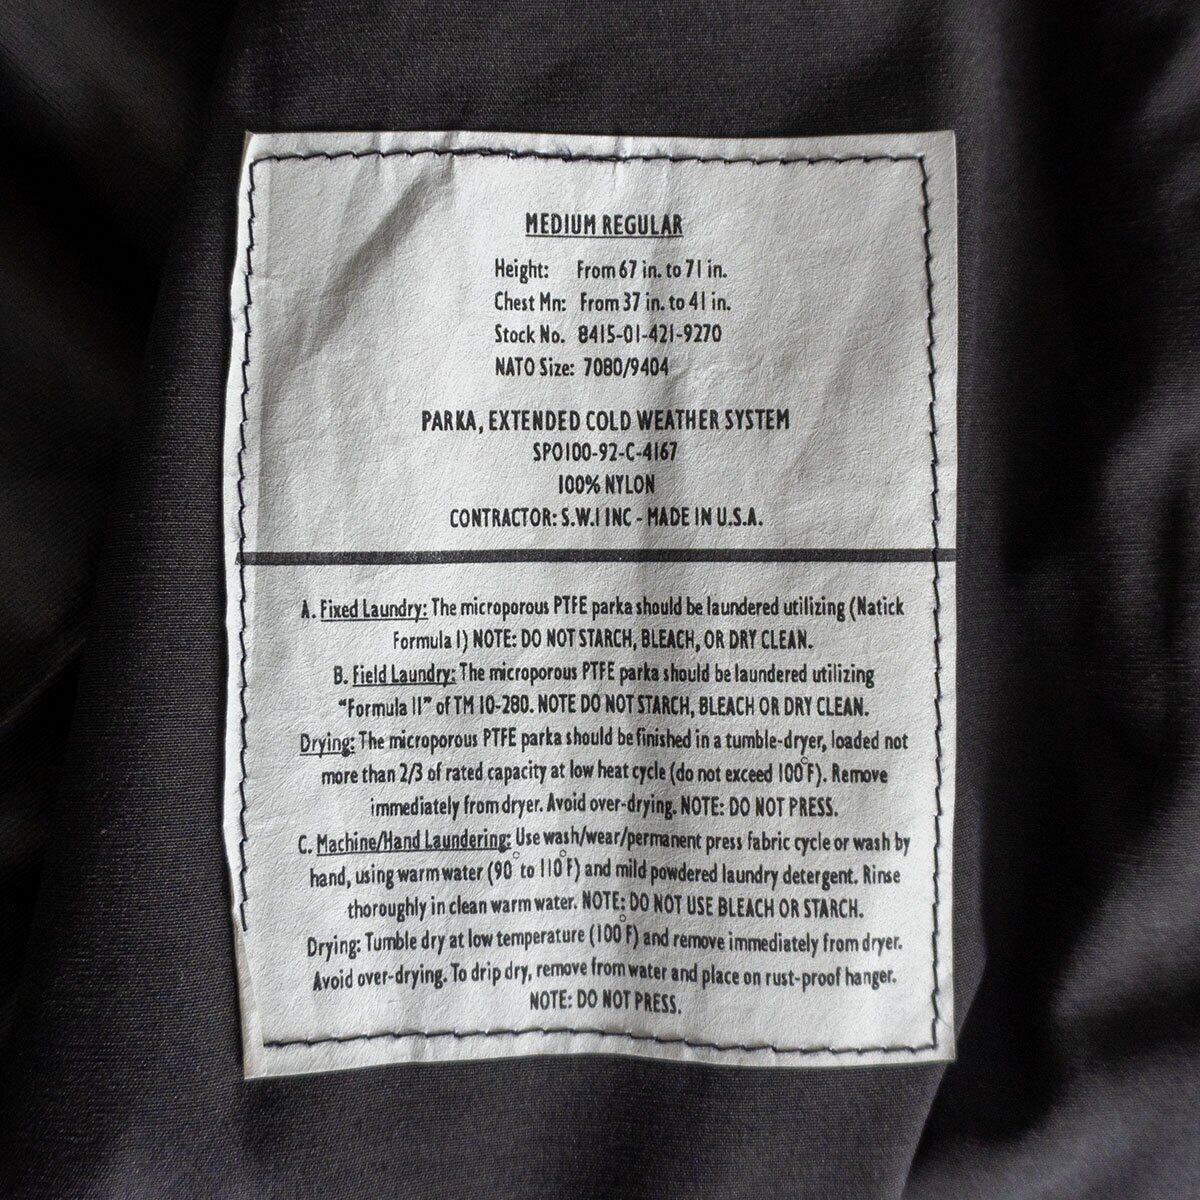 MEDIUM REGULAR
Height: From 67 in. to 71 in.
Chest Mn: From 37 in. to 41 in.
Stock No. 8415-01-421-9270
NATO Size: 7080/9404
PARKA, EXTENDED COLD WEATHER SYSTEM
SPO100-92-C-4167
100% NYLON
CONTRACTOR: S.W.I INC - MADE IN U.S.A.
A. Fixed Laundry: The microporous PTFE parka should be laundered utilizing (Natick
Formula I) NOTE: DO NOT STARCH, BLEACH, OR DRY CLEAN.
B. Field Laundry: The microporous PTFE parka should be laundered utilizing
“Formula II” of TM 10-280. NOTE DO NOT STARCH, BLEACH OR DRY CLEAN.
Drying: The microporous PTFE parka should be finished in a tumble-dryer, loaded not
more than 2/3 of rated capacity at low heat cycle (do not exceed 100°F). Remove
immediately from dryer. Avoid over-drying. NOTE: DO NOT PRESS.
C. Machine/Hand Laundering: Use wash/wear/permanent press fabric cycle or wash by
hand, using warm water (90° to 110°F) and mild powdered laundry detergent. Rinse
thoroughly in clean warm water. NOTE: DO NOT USE BLEACH OR STARCH.
Drying: Tumble dry at low temperature (100°F) and remove immediately from dryer.
Avoid over-drying. To drip dry, remove from water and place on rust-proof hanger.
NOTE: DO NOT PRESS.